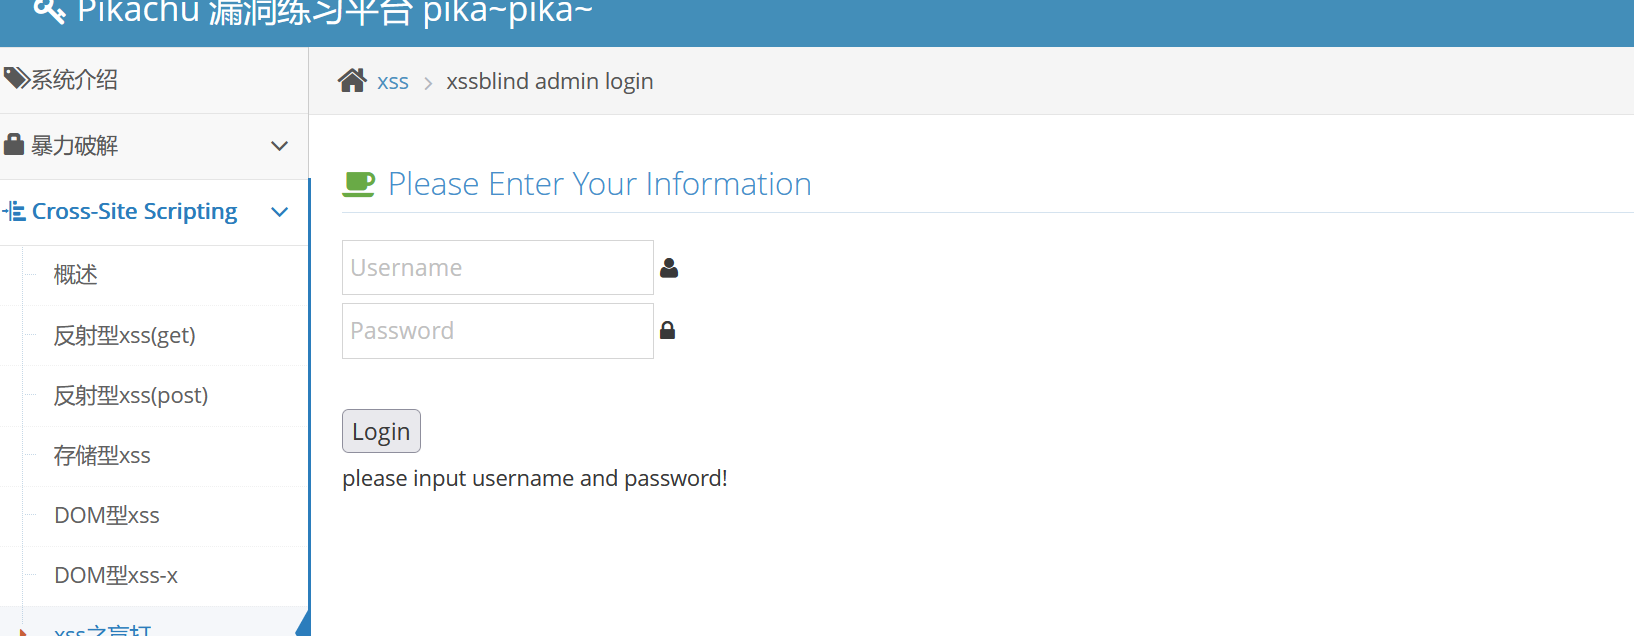 Pikachu 漏洞练习平台 pika~pika~
系统介绍
xss > xssblind admin login
暴力破解
Cross-Site Scripting
概述
反射型xss(get)
反射型xss(post)
存储型xss
DOM型xss
DOM型xss-x
xss之盲打
Please Enter Your Information
Username
Password
Login
please input username and password!